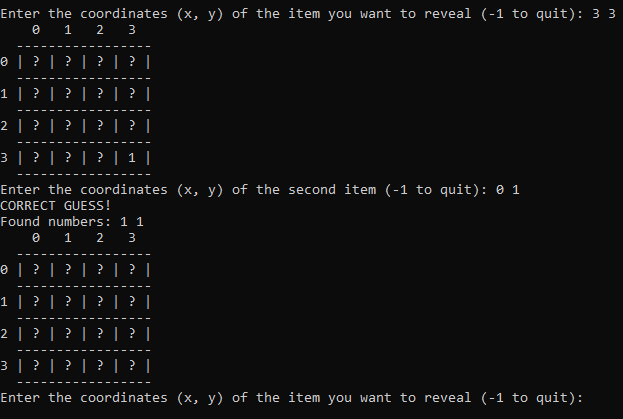 Enter the coordinates (x, y) of the item you want to reveal (-1 to quit): 3 3
    0   1   2   3
  -----------------
0 | ? | ? | ? | ? |
  -----------------
1 | ? | ? | ? | ? |
  -----------------
2 | ? | ? | ? | ? |
  -----------------
3 | ? | ? | ? | 1 |
  -----------------
Enter the coordinates (x, y) of the second item (-1 to quit): 0 1
CORRECT GUESS!
Found numbers: 1 1
    0   1   2   3
  -----------------
0 | ? | ? | ? | ? |
  -----------------
1 | ? | ? | ? | ? |
  -----------------
2 | ? | ? | ? | ? |
  -----------------
3 | ? | ? | ? | ? |
  -----------------
Enter the coordinates (x, y) of the item you want to reveal (-1 to quit):